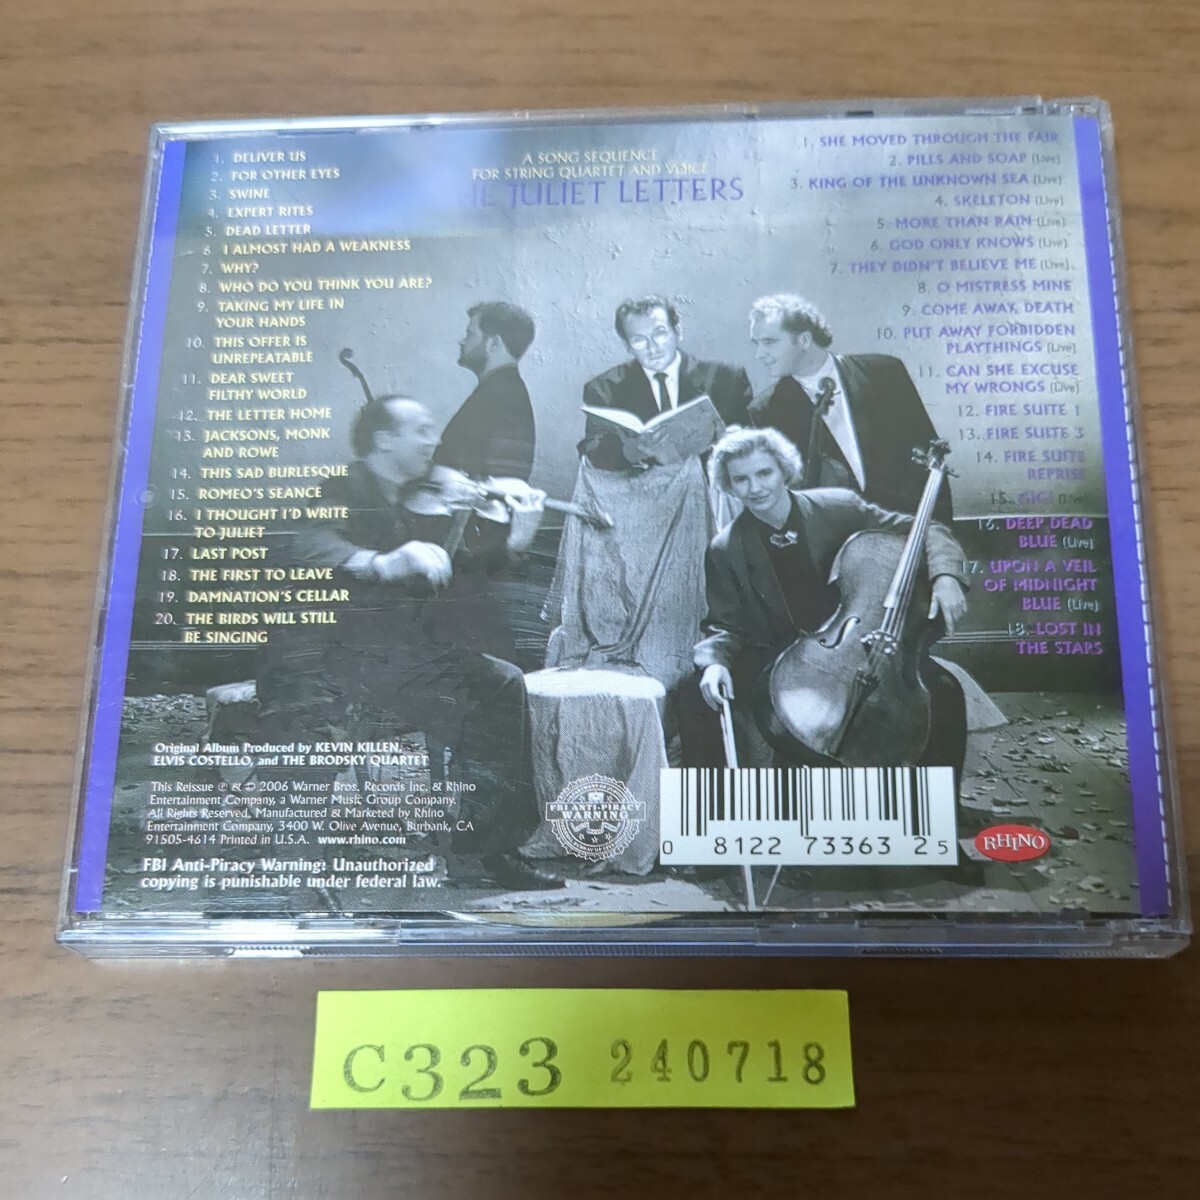 1. DELIVER US
2. FOR OTHER EYES
3. SWINE
4. EXPERT RITES
5. DEAD LETTER
6. I ALMOST HAD A WEAKNESS
7. WHY?
8. WHO DO YOU THINK YOU ARE?
9. TAKING MY LIFE IN
YOUR HANDS
10. THIS OFFER IS
UNREPEATABLE
11. DEAR SWEET
FILTHY WORLD
12. THE LETTER HOME
13. JACKSONS, MONK
AND ROWE
14. THIS SAD BURLESQUE
15. ROMEO'S SEANCE
16. I THOUGHT I'D WRITE
TO JULIET
17. LAST POST
18. THE FIRST TO LEAVE
19. DAMNATION'S CELLAR
20. THE BIRDS WILL STILL
BE SINGING
A SONG SEQUENCE
FOR STRING QUARTET AND VOICE
JULIET LETTERS
1. SHE MOVED THROUGH THE FAIR
2. PILLS AND SOAP (Live)
3. KING OF THE UNKNOWN SEA (Live)
4. SKELETON (Live)
5. MORE THAN RAIN (Live)
6. GOD ONLY KNOWS (Live)
7. THEY DIDN'T BELIEVE ME (Live)
8. O MISTRESS MINE
9. COME AWAY, DEATH
10. PUT AWAY FORBIDDEN
PLAYTHINGS (Live)
11. CAN SHE EXCUSE
MY WRONGS (Live)
12. FIRE SUITE 1
13. FIRE SUITE 3
14. FIRE SUITE
REPRISE
15. GIGI (Live)
16. DEEP DEAD
BLUE (Live)
17. UPON A VEIL
OF MIDNIGHT
BLUE (Live)
18. LOST IN
THE STARS
Original Album Produced by KEVIN KILLEN,
ELVIS COSTELLO, and THE BRODSKY QUARTET
This Reissue ℗ & © 2006 Warner Bros. Records Inc. & Rhino
Entertainment Company, a Warner Music Group Company.
All Rights Reserved. Manufactured & Marketed by Rhino
Entertainment Company, 3400 W. Olive Avenue, Burbank, CA
91505-4614 Printed in U.S.A. www.rhino.com
FBI Anti-Piracy Warning: Unauthorized
copying is punishable under federal law.
FBI ANTI-PIRACY
WARNING
0 81227 33632 5
RHINO
C323 240718